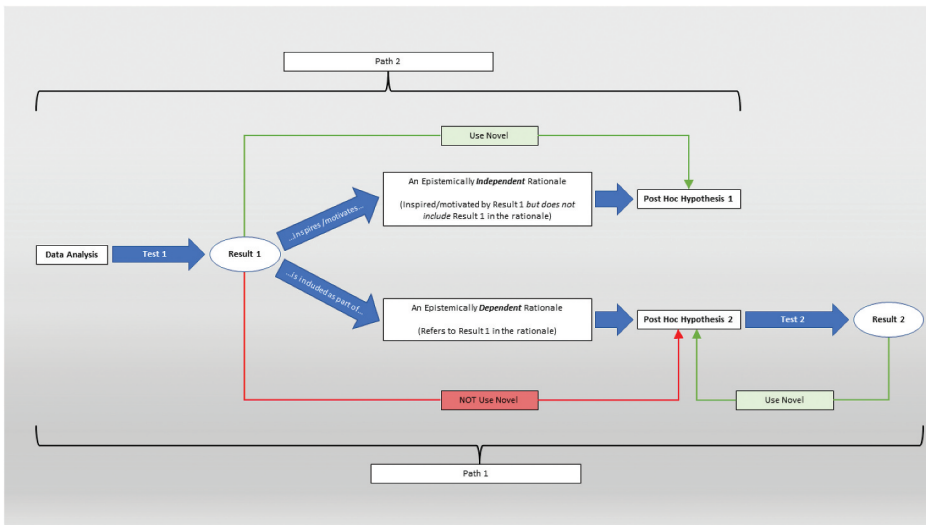 Path 2
Use Novel
An Epistemically Independent Rationale
(Inspired/motivated by Result 1 but does not
include Result 1 in the rationale)
Post Hoc Hypothesis 1
...inspires/motivates...
Data Analysis
Test 1
Result 1
...is included as part of...
An Epistemically Dependent Rationale
(Refers to Result 1 in the rationale)
Post Hoc Hypothesis 2
Test 2
Result 2
NOT Use Novel
Use Novel
Path 1